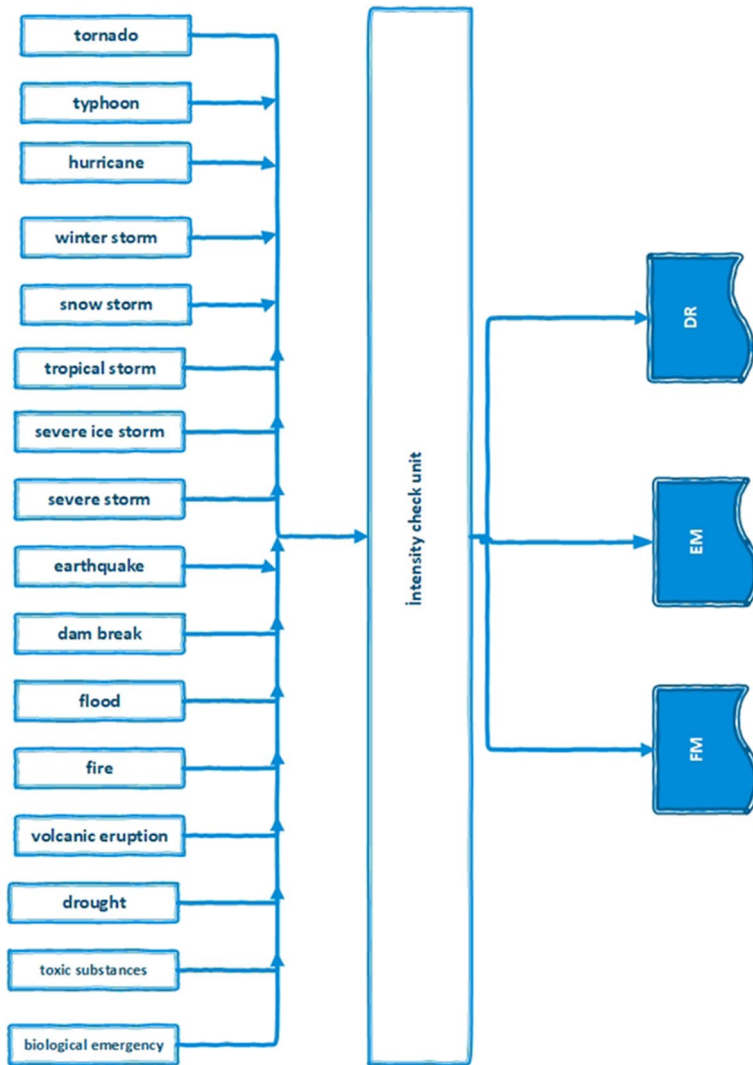 tornado
typhoon
hurricane
winter storm
snow storm
tropical storm
severe ice storm
severe storm
earthquake
dam break
flood
fire
volcanic eruption
drought
toxic substances
biological emergency
İntensity check unit
DR
EM
FM